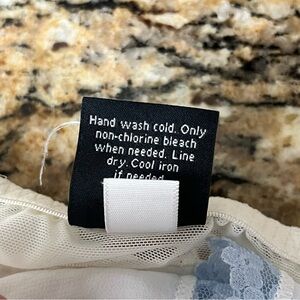 Hand wash cold. Only
non-chlorine bleach
when needed. Line
dry. Cool iron
if needed